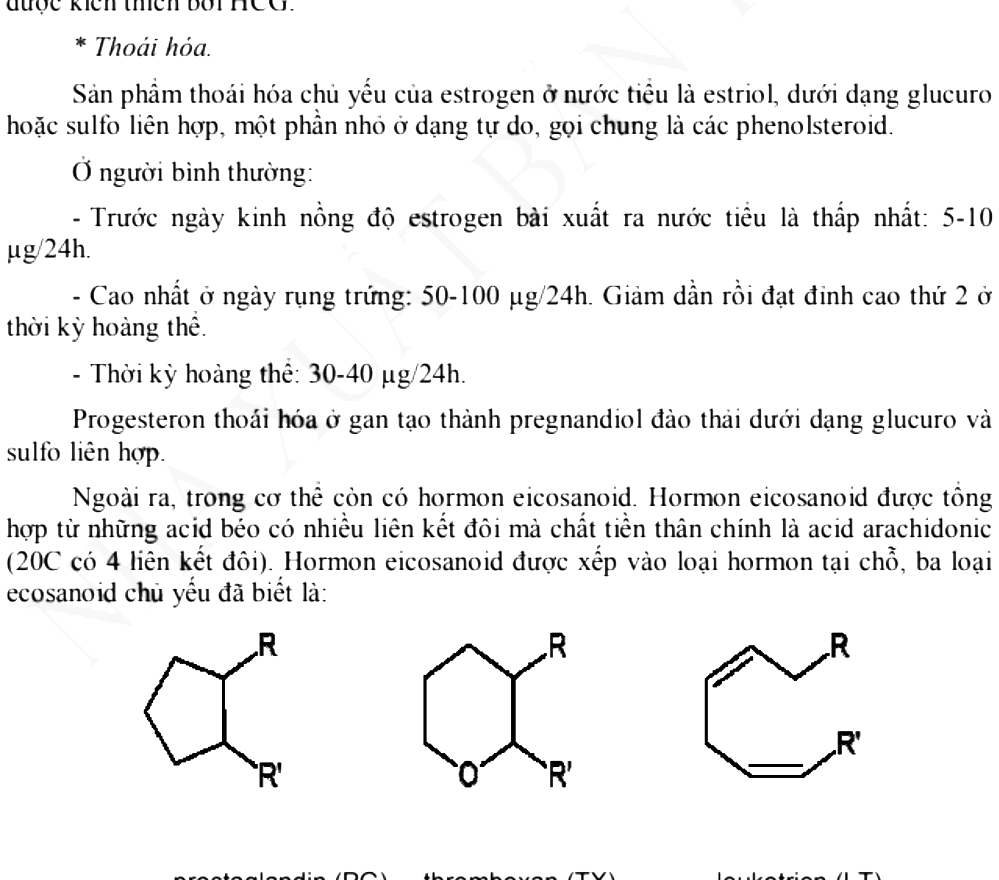 được kích thích bởi HCG.
* Thoái hóa.
Sản phẩm thoái hóa chủ yếu của estrogen ở nước tiểu là estriol, dưới dạng glucuro
hoặc sulfo liên hợp, một phần nhỏ ở dạng tự do, gọi chung là các phenolsteroid.
Ở người bình thường:
- Trước ngày kinh nồng độ estrogen bài xuất ra nước tiểu là thấp nhất: 5-10
µg/24h.
- Cao nhất ở ngày rụng trứng: 50-100 µg/24h. Giảm dần rồi đạt đỉnh cao thứ 2 ở
thời kỳ hoàng thể.
- Thời kỳ hoàng thể: 30-40 µg/24h.
Progesteron thoái hóa ở gan tạo thành pregnandiol đào thải dưới dạng glucuro và
sulfo liên hợp.
Ngoài ra, trong cơ thể còn có hormon eicosanoid. Hormon eicosanoid được tổng
hợp từ những acid béo có nhiều liên kết đôi mà chất tiền thân chính là acid arachidonic
(20C có 4 liên kết đôi). Hormon eicosanoid được xếp vào loại hormon tại chỗ, ba loại
ecosanoid chủ yếu đã biết là:
R R R
R'
O R' R'
prostaglandin (PG) thromboxan (TX) leukotrien (LT)
NHÀ XUẤT BẢN